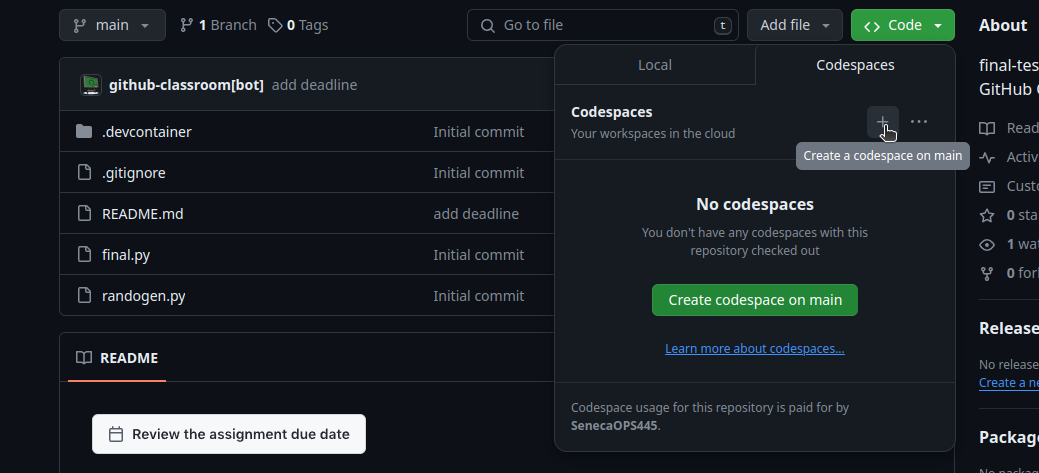 main
1 Branch
0 Tags
Go to file
t
Add file
Code
About
github-classroom[bot] add deadline
.devcontainer Initial commit
.gitignore Initial commit
README.md add deadline
final.py Initial commit
randogen.py Initial commit
README
Review the assignment due date
Local
Codespaces
Codespaces
Your workspaces in the cloud
Create a codespace on main
No codespaces
You don't have any codespaces with this
repository checked out
Create codespace on main
Learn more about codespaces...
Codespace usage for this repository is paid for by
SenecaOPS445.
final-tes
GitHub
Read
Activ
Custo
0 sta
1 wat
0 fork
Release
No release
Create a ne
Packag